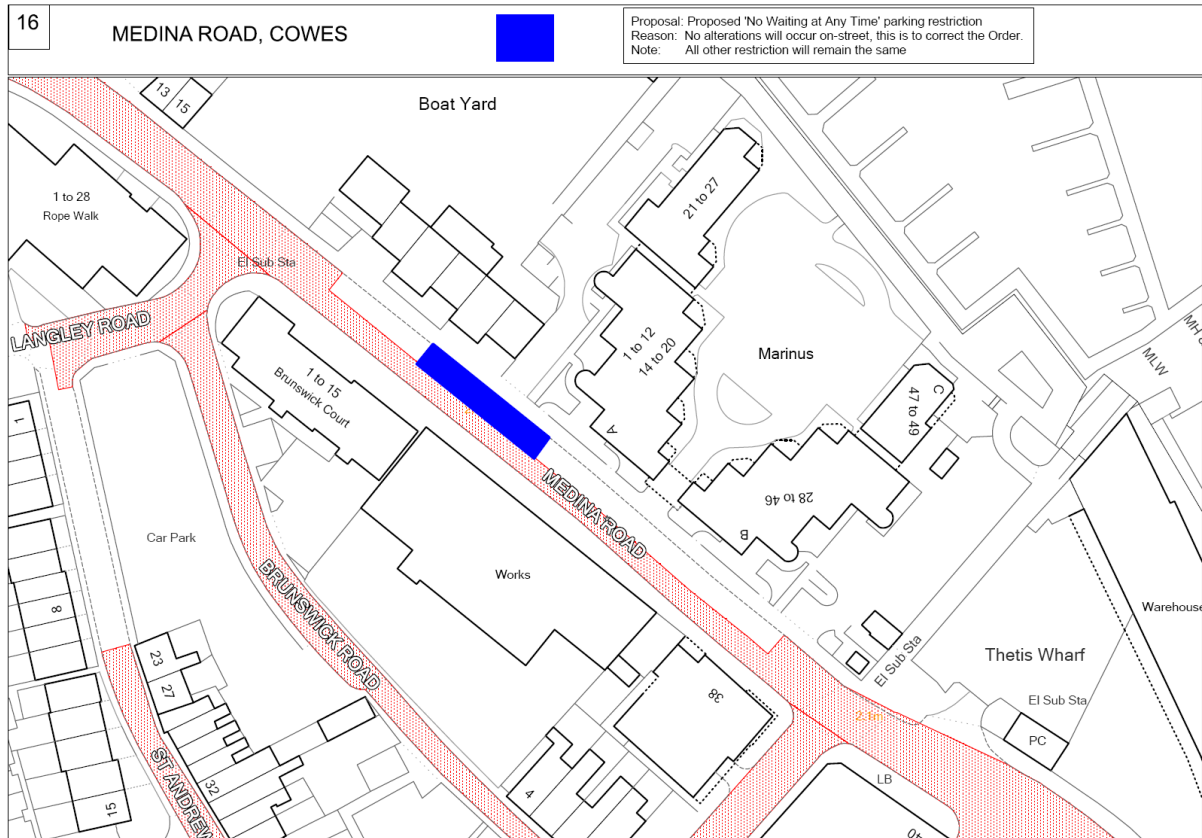 16
MEDINA ROAD, COWES
Proposal: Proposed 'No Waiting at Any Time' parking restriction
Reason: No alterations will occur on-street, this is to correct the Order.
Note: All other restriction will remain the same
13
15
Boat Yard
1 to 28
Rope Walk
21 to 27
El Sub Sta
LANGLEY ROAD
1 to 12
14 to 20
Marinus
MLW
1 to 15
Brunswick Court
C
47 to 49
A
1
MEDINA ROAD
28 to 46
B
Car Park
Works
8
BRUNSWICK ROAD
Warehouse
El Sub Sta
Thetis Wharf
23
27
38
El Sub Sta
PC
ST ANDREW
32
4
15
LB